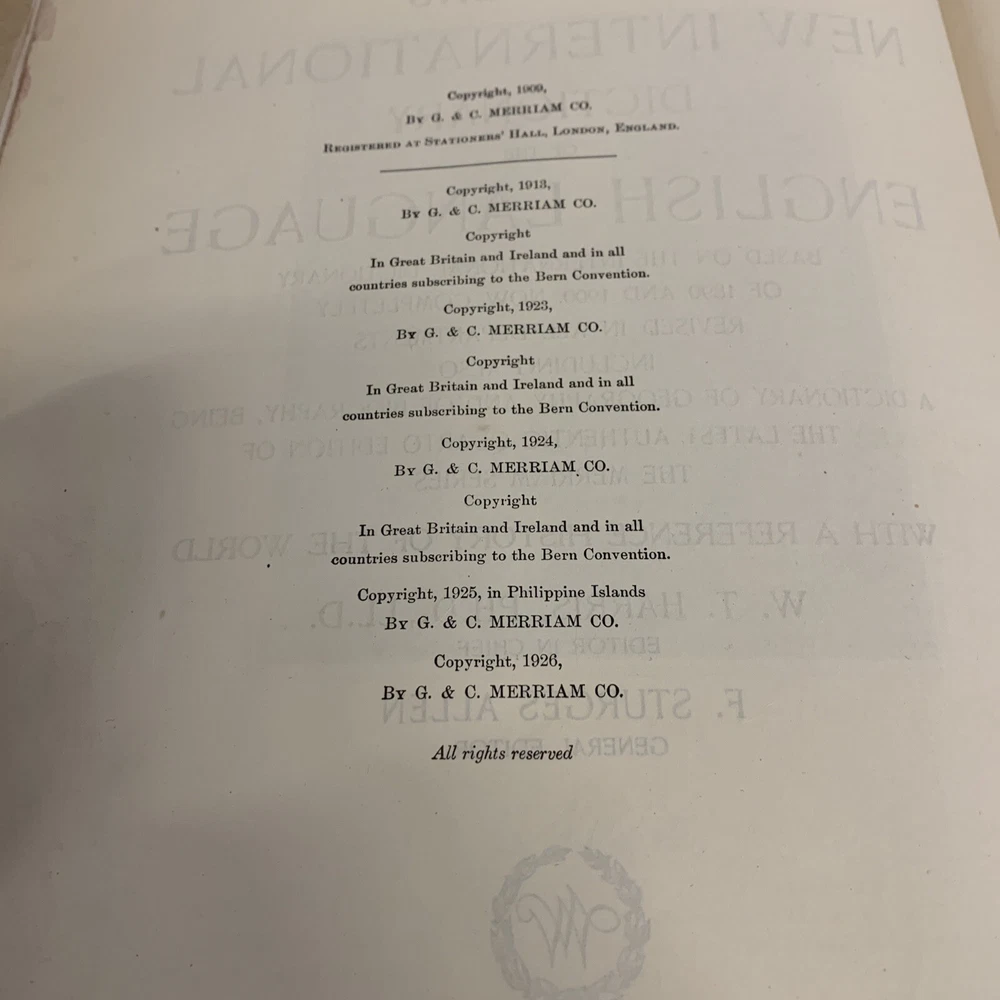 Copyright, 1909,
By G. & C. MERRIAM CO.
Registered at Stationers' Hall, London, England.
Copyright, 1913,
By G. & C. MERRIAM CO.
Copyright
In Great Britain and Ireland and in all
countries subscribing to the Bern Convention.
Copyright, 1923,
By G. & C. MERRIAM CO.
Copyright
In Great Britain and Ireland and in all
countries subscribing to the Bern Convention.
Copyright, 1924,
By G. & C. MERRIAM CO.
Copyright
In Great Britain and Ireland and in all
countries subscribing to the Bern Convention.
Copyright, 1925, in Philippine Islands
By G. & C. MERRIAM CO.
Copyright, 1926,
By G. & C. MERRIAM CO.
All rights reserved